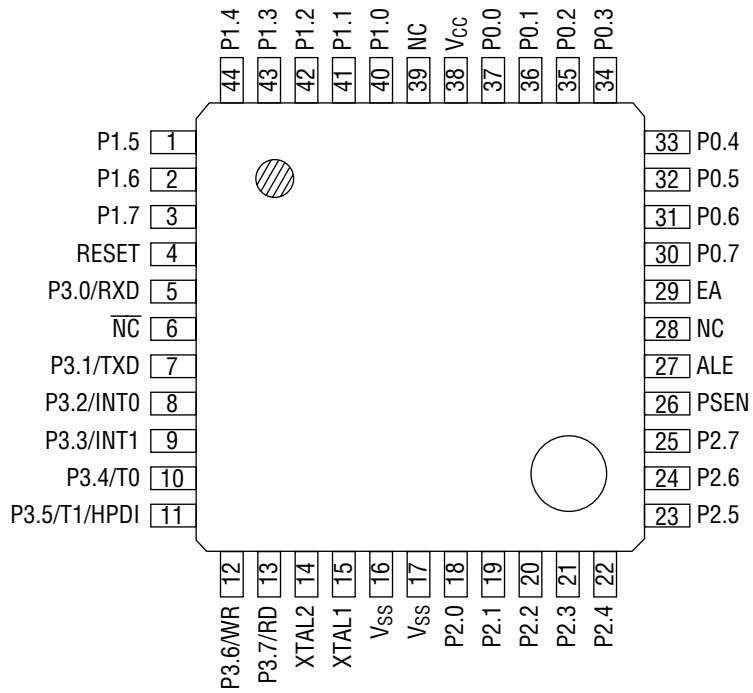 P1.4 P1.3 P1.2 P1.1 P1.0 NC VCC P0.0 P0.1 P0.2 P0.3
44 43 42 41 40 39 38 37 36 35 34
P1.5 1 33 P0.4
P1.6 2 32 P0.5
P1.7 3 31 P0.6
RESET 4 30 P0.7
P3.0/RXD 5 29 EA
N̅C̅ 6 28 NC
P3.1/TXD 7 27 ALE
P3.2/INT0 8 26 PSEN
P3.3/INT1 9 25 P2.7
P3.4/T0 10 24 P2.6
P3.5/T1/HPDI 11 23 P2.5
12 13 14 15 16 17 18 19 20 21 22
P3.6/WR P3.7/RD XTAL2 XTAL1 VSS VSS P2.0 P2.1 P2.2 P2.3 P2.4